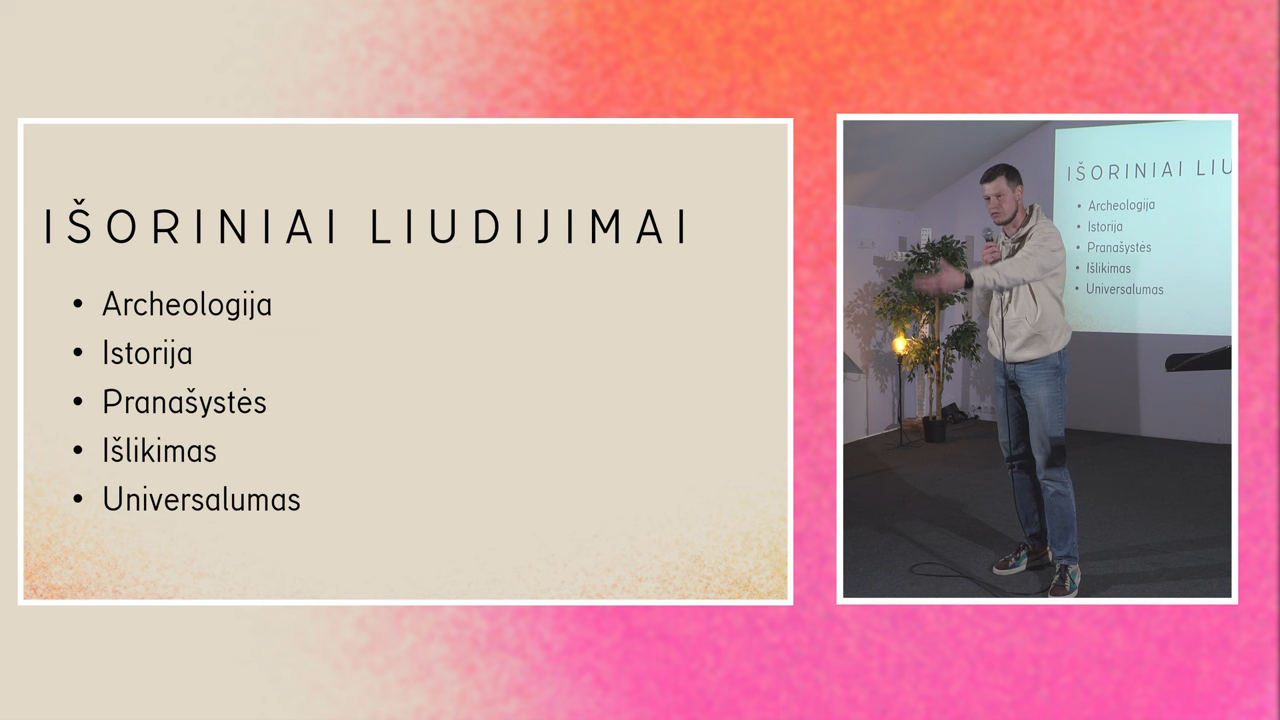 IŠORINIAI LIUDIJIMAI
• Archeologija
• Istorija
• Pranašystės
• Išlikimas
• Universalumas
IŠORINIAI LIU
• Archeologija
• Istorija
• Pranašystės
• Išlikimas
• Universalumas